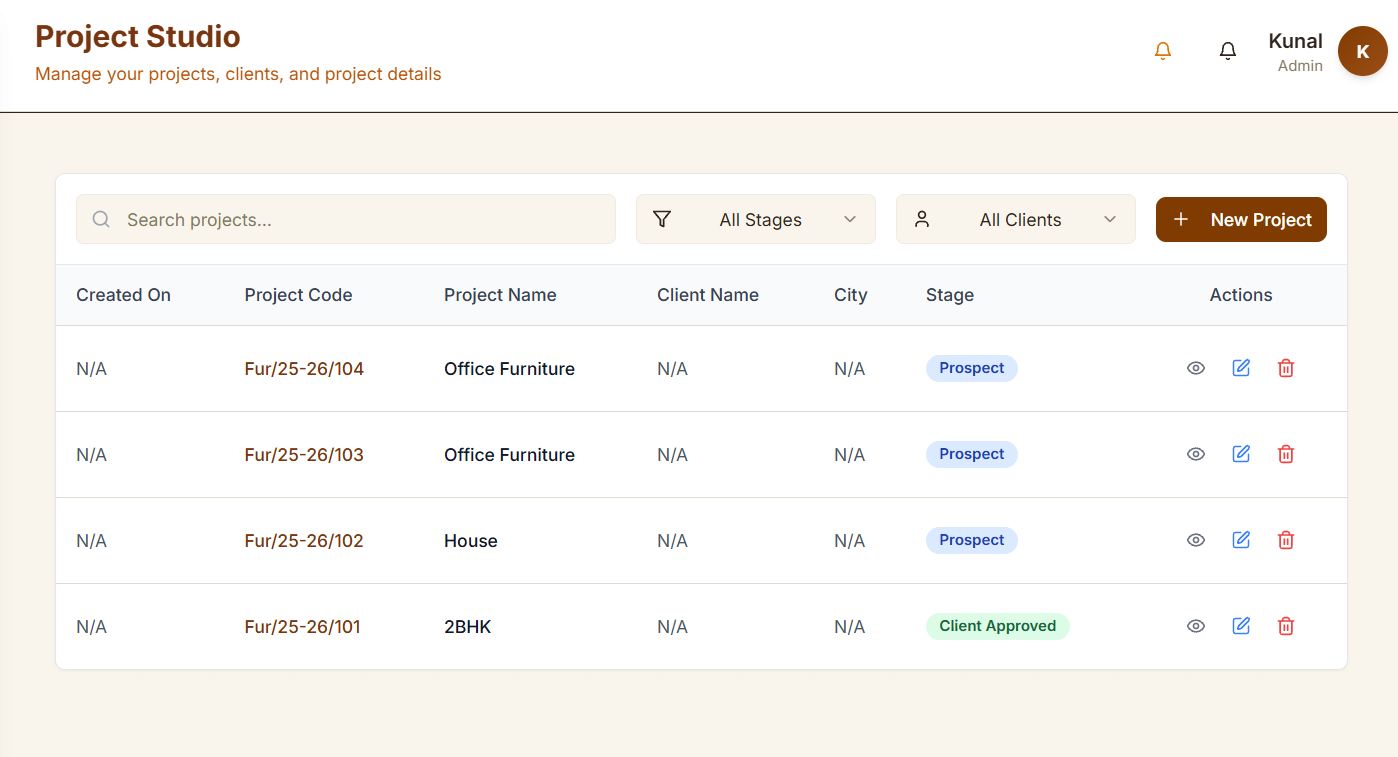 Project Studio
Manage your projects, clients, and project details
Kunal
Admin
K
Search projects...
All Stages
All Clients
New Project
Created On Project Code Project Name Client Name City Stage Actions
N/A Fur/25-26/104 Office Furniture N/A N/A Prospect
N/A Fur/25-26/103 Office Furniture N/A N/A Prospect
N/A Fur/25-26/102 House N/A N/A Prospect
N/A Fur/25-26/101 2BHK N/A N/A Client Approved